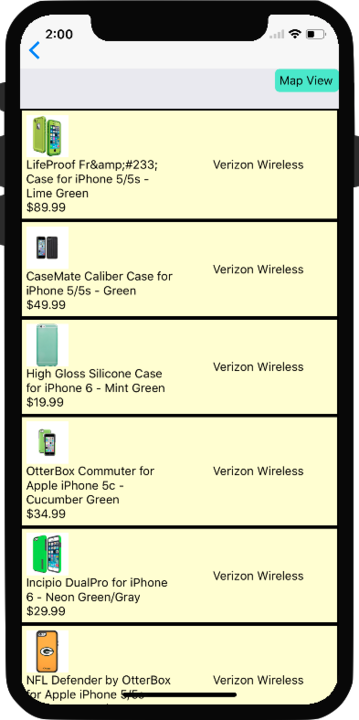 2:00
Map View
LifeProof Fr&amp;#233;
Case for iPhone 5/5s -
Lime Green
$89.99
Verizon Wireless
CaseMate Caliber Case for
iPhone 5/5s - Green
$49.99
Verizon Wireless
High Gloss Silicone Case
for iPhone 6 - Mint Green
$19.99
Verizon Wireless
OtterBox Commuter for
Apple iPhone 5c -
Cucumber Green
$34.99
Verizon Wireless
Incipio DualPro for iPhone
6 - Neon Green/Gray
$29.99
Verizon Wireless
NFL Defender by OtterBox
for Apple iPhone 5/5s
Verizon Wireless